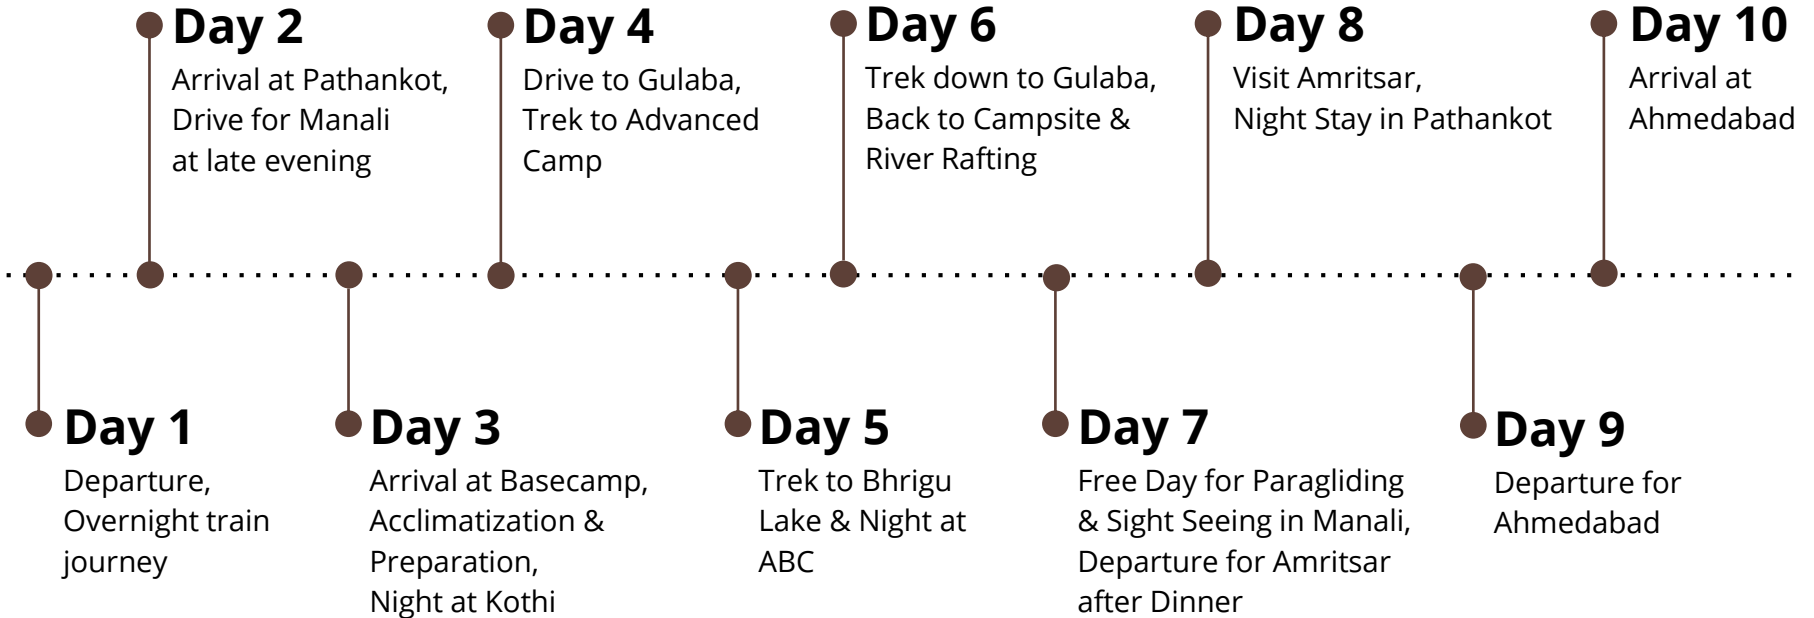 Day 1
Departure,
Overnight train
journey
Day 2
Arrival at Pathankot,
Drive for Manali
at late evening
Day 3
Arrival at Basecamp,
Acclimatization &
Preparation,
Night at Kothi
Day 4
Drive to Gulaba,
Trek to Advanced
Camp
Day 5
Trek to Bhrigu
Lake & Night at
ABC
Day 6
Trek down to Gulaba,
Back to Campsite &
River Rafting
Day 7
Free Day for Paragliding
& Sight Seeing in Manali,
Departure for Amritsar
after Dinner
Day 8
Visit Amritsar,
Night Stay in Pathankot
Day 9
Departure for
Ahmedabad
Day 10
Arrival at
Ahmedabad